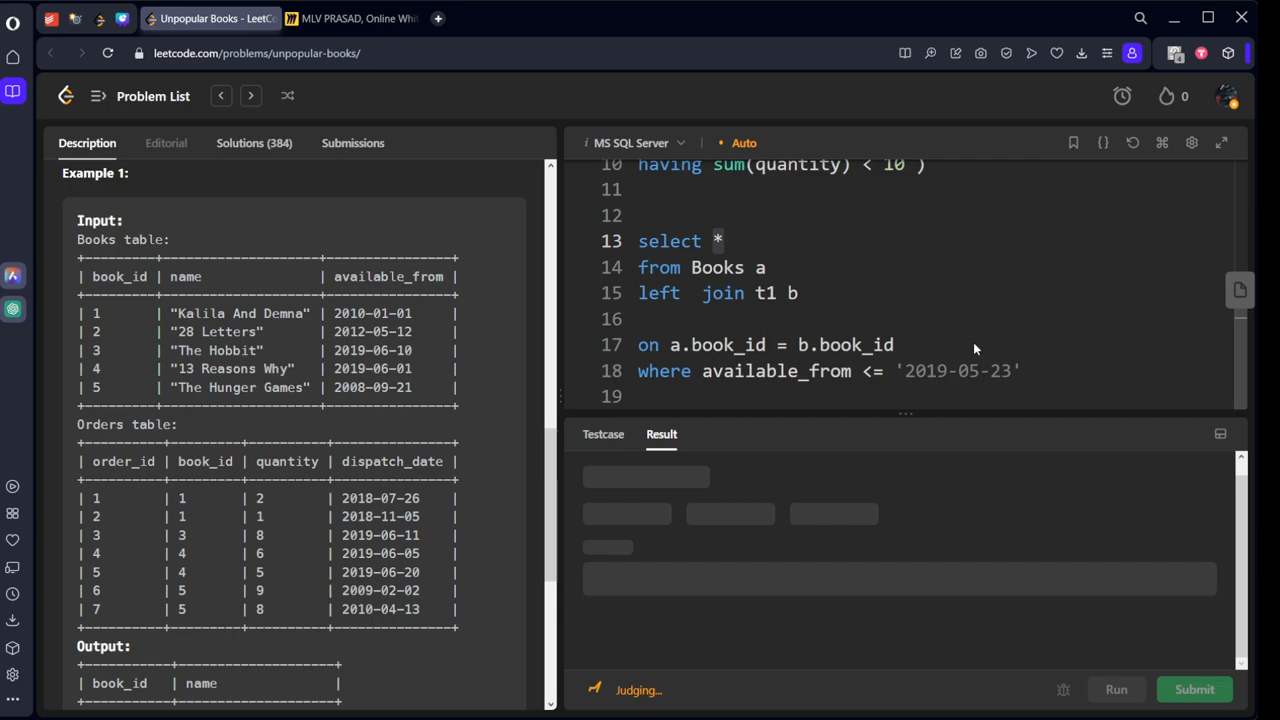 Unpopular Books - LeetCo
MLV PRASAD, Online Whit
leetcode.com/problems/unpopular-books/
Problem List
0
Description
Editorial
Solutions (384)
Submissions
i MS SQL Server
• Auto
Example 1:
Input:
Books table:
+---------+--------------------+----------------+
| book_id | name               | available_from |
+---------+--------------------+----------------+
| 1       | "Kalila And Demna" | 2010-01-01     |
| 2       | "28 Letters"       | 2012-05-12     |
| 3       | "The Hobbit"       | 2019-06-10     |
| 4       | "13 Reasons Why"   | 2019-06-01     |
| 5       | "The Hunger Games" | 2008-09-21     |
+---------+--------------------+----------------+
Orders table:
+----------+---------+----------+---------------+
| order_id | book_id | quantity | dispatch_date |
+----------+---------+----------+---------------+
| 1        | 1       | 2        | 2018-07-26    |
| 2        | 1       | 1        | 2018-11-05    |
| 3        | 3       | 8        | 2019-06-11    |
| 4        | 4       | 6        | 2019-06-05    |
| 5        | 4       | 5        | 2019-06-20    |
| 6        | 5       | 9        | 2009-02-02    |
| 7        | 5       | 8        | 2010-04-13    |
+----------+---------+----------+---------------+
Output:
+---------+-----------------+
| book_id | name            |
+---------+-----------------+
10 having sum(quantity) < 10 )
11
12
13 select *
14 from Books a
15 left  join t1 b
16
17 on a.book_id = b.book_id
18 where available_from <= '2019-05-23'
19
Testcase
Result
Judging...
Run
Submit